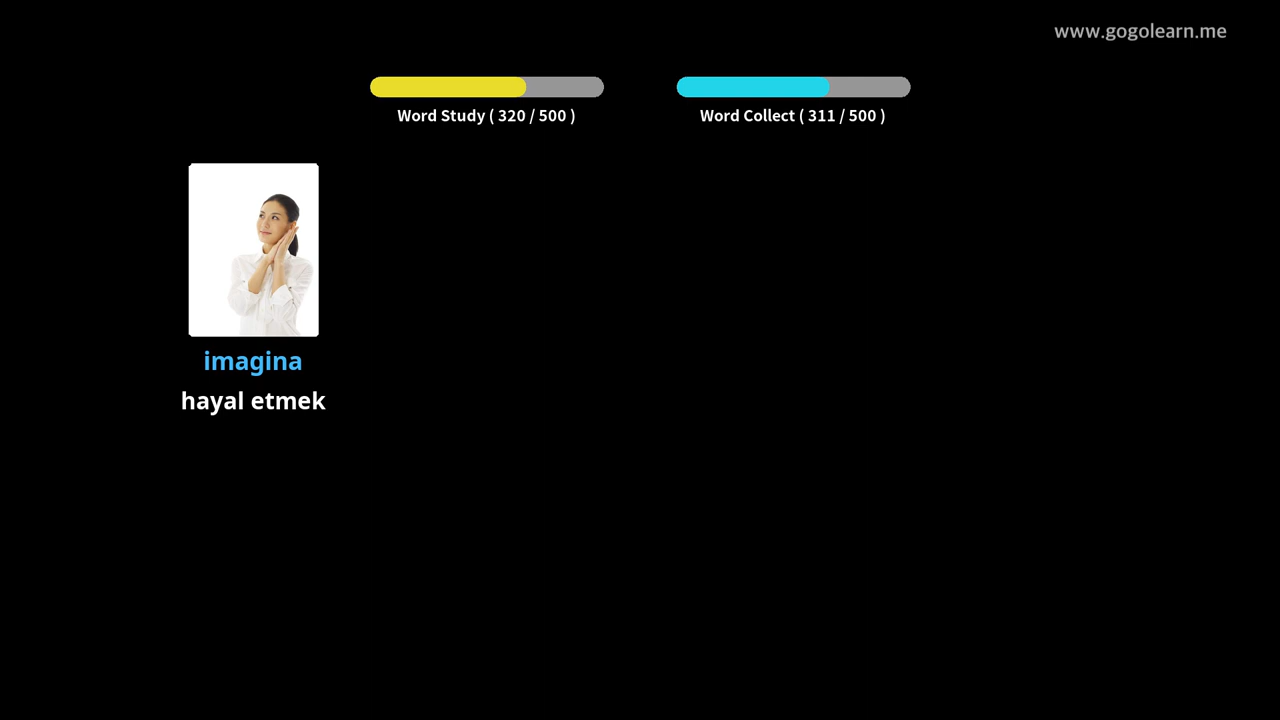 www.gogolearn.me
Word Study ( 320 / 500 )
Word Collect ( 311 / 500 )
imagina
hayal etmek